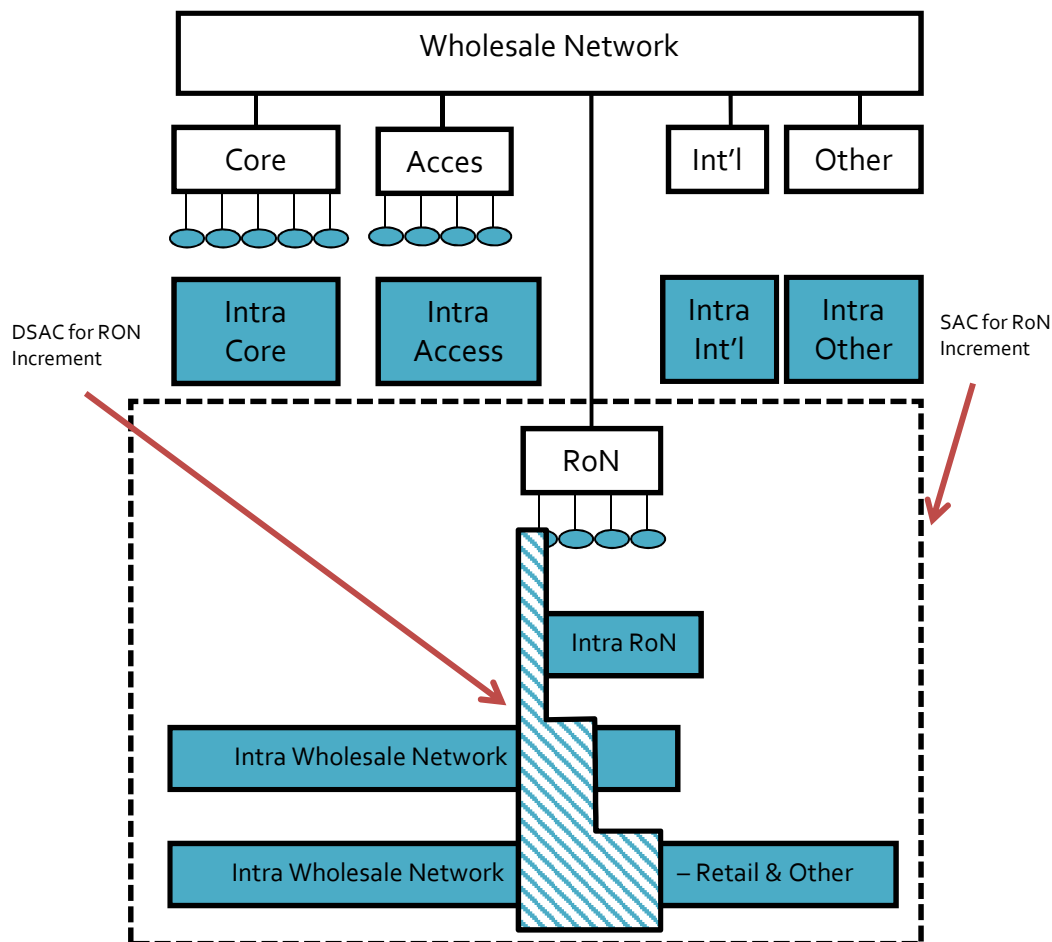 Wholesale Network
Core
Acces
Int'l
Other
Intra
Core
Intra
Access
Intra
Int'l
Intra
Other
DSAC for RON
Increment
SAC for RoN
Increment
RoN
Intra RoN
Intra Wholesale Network
Intra Wholesale Network
– Retail & Other